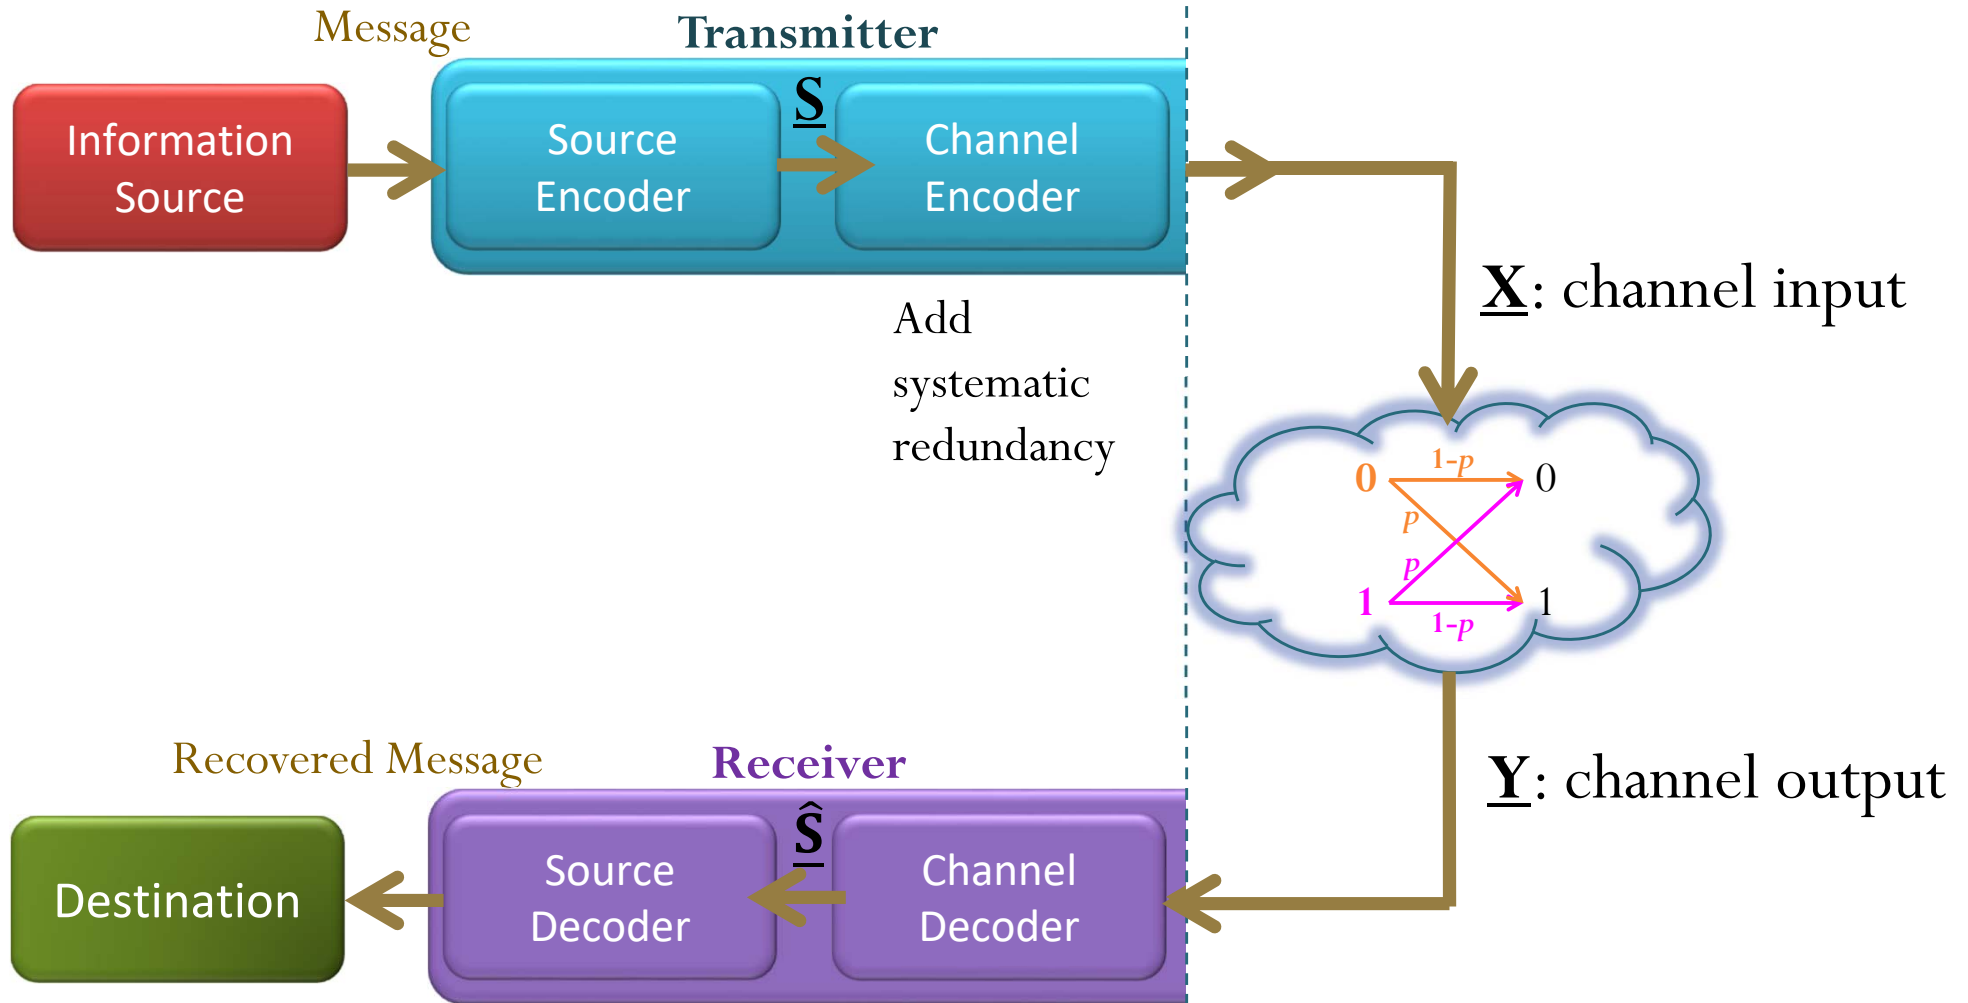 Message
Transmitter
Information
Source
Source
Encoder
S
Channel
Encoder
Add
systematic
redundancy
X: channel input
0
1-p
0
p
p
1
1-p
1
Y: channel output
Recovered Message
Receiver
Destination
Source
Decoder
Ŝ
Channel
Decoder